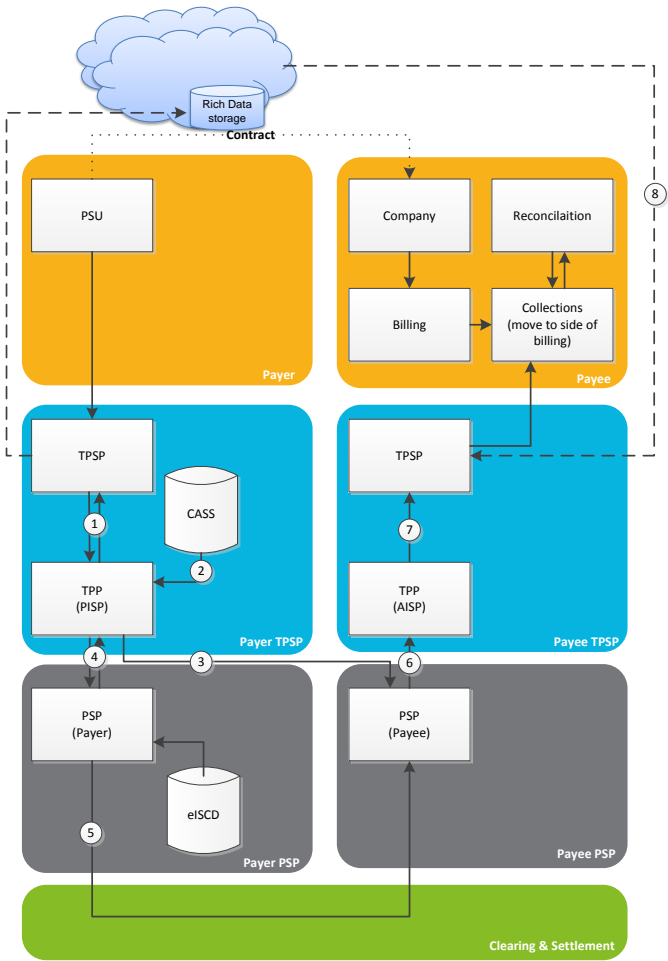 Rich Data
storage
Contract
8
PSU
Company
Reconcilaition
Billing
Collections
(move to side of
billing)
Payer
Payee
TPSP
TPSP
CASS
1
7
2
TPP
(PISP)
TPP
(AISP)
Payer TPSP
Payee TPSP
4
3
6
PSP
(Payer)
PSP
(Payee)
eISCD
5
Payer PSP
Payee PSP
Clearing & Settlement